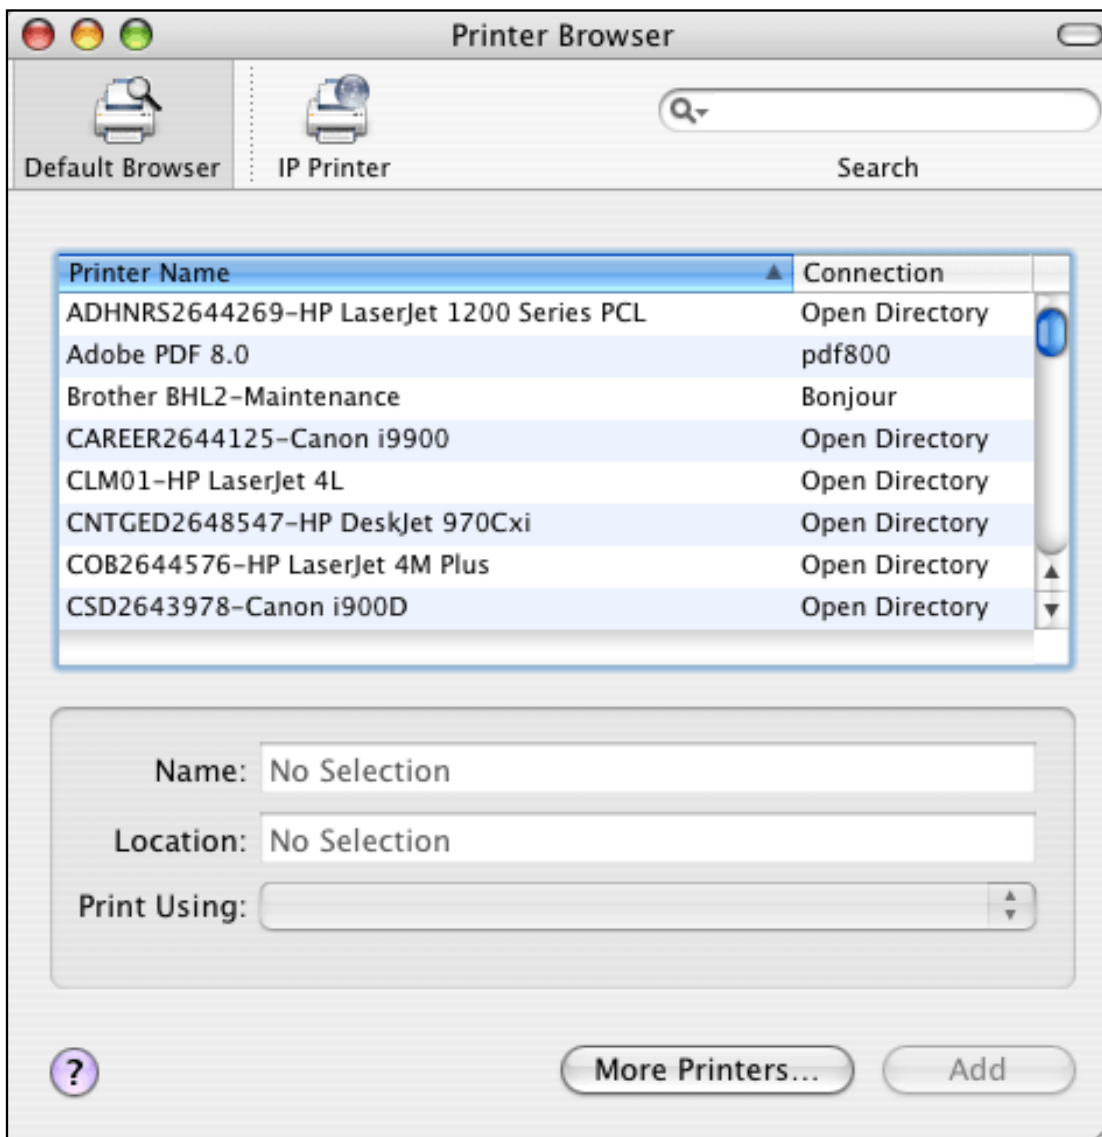 Printer Browser
Default Browser IP Printer Search
Printer Name Connection
ADHNRS2644269-HP LaserJet 1200 Series PCL Open Directory
Adobe PDF 8.0 pdf800
Brother BHL2-Maintenance Bonjour
CAREER2644125-Canon i9900 Open Directory
CLM01-HP LaserJet 4L Open Directory
CNTGED2648547-HP DeskJet 970Cxi Open Directory
COB2644576-HP LaserJet 4M Plus Open Directory
CSD2643978-Canon i900D Open Directory
Name: No Selection
Location: No Selection
Print Using:
? More Printers... Add